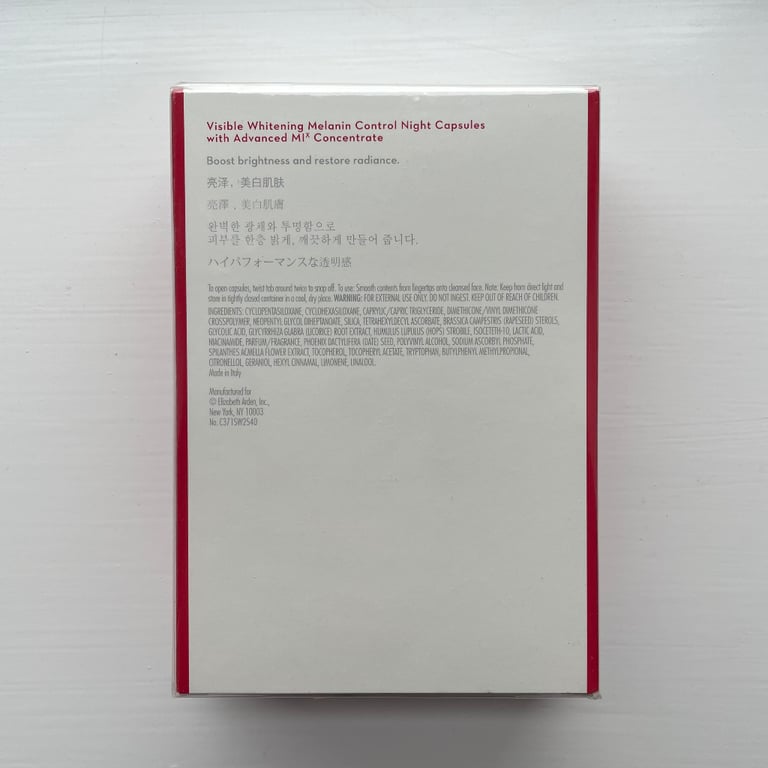 Visible Whitening Melanin Control Night Capsules
with Advanced MIˣ Concentrate
Boost brightness and restore radiance.
亮泽，美白肌肤
亮澤，美白肌膚
완벽한 광채와 투명함으로
피부를 한층 밝게, 깨끗하게 만들어 줍니다.
ハイパフォーマンスな透明感
To open capsules, twist tab around twice to snap off. To use: Smooth contents from fingertips onto cleansed face. Note: Keep from direct light and
store in tightly closed container in a cool, dry place. WARNING: FOR EXTERNAL USE ONLY. DO NOT INGEST. KEEP OUT OF REACH OF CHILDREN.
INGREDIENTS: CYCLOPENTASILOXANE, CYCLOHEXASILOXANE, CAPRYLIC/CAPRIC TRIGLYCERIDE, DIMETHICONE/VINYL DIMETHICONE
CROSSPOLYMER, NEOPENTYL GLYCOL DIHEPTANOATE, SILICA, TETRAHEXYLDECYL ASCORBATE, BRASSICA CAMPESTRIS (RAPESEED) STEROLS,
GLYCOLIC ACID, GLYCYRRHIZA GLABRA (LICORICE) ROOT EXTRACT, HUMULUS LUPULUS (HOPS) STROBILE, ISOCETETH-10, LACTIC ACID,
NIACINAMIDE, PARFUM/FRAGRANCE, PHOENIX DACTYLIFERA (DATE) SEED, POLYVINYL ALCOHOL, SODIUM ASCORBYL PHOSPHATE,
SPILANTHES ACMELLA FLOWER EXTRACT, TOCOPHEROL, TOCOPHERYL ACETATE, TRYPTOPHAN, BUTYLPHENYL METHYLPROPIONAL,
CITRONELLOL, GERANIOL, HEXYL CINNAMAL, LIMONENE, LINALOOL.
Made in Italy
Manufactured for
© Elizabeth Arden, Inc.,
New York, NY 10003
No. C371SW2S40